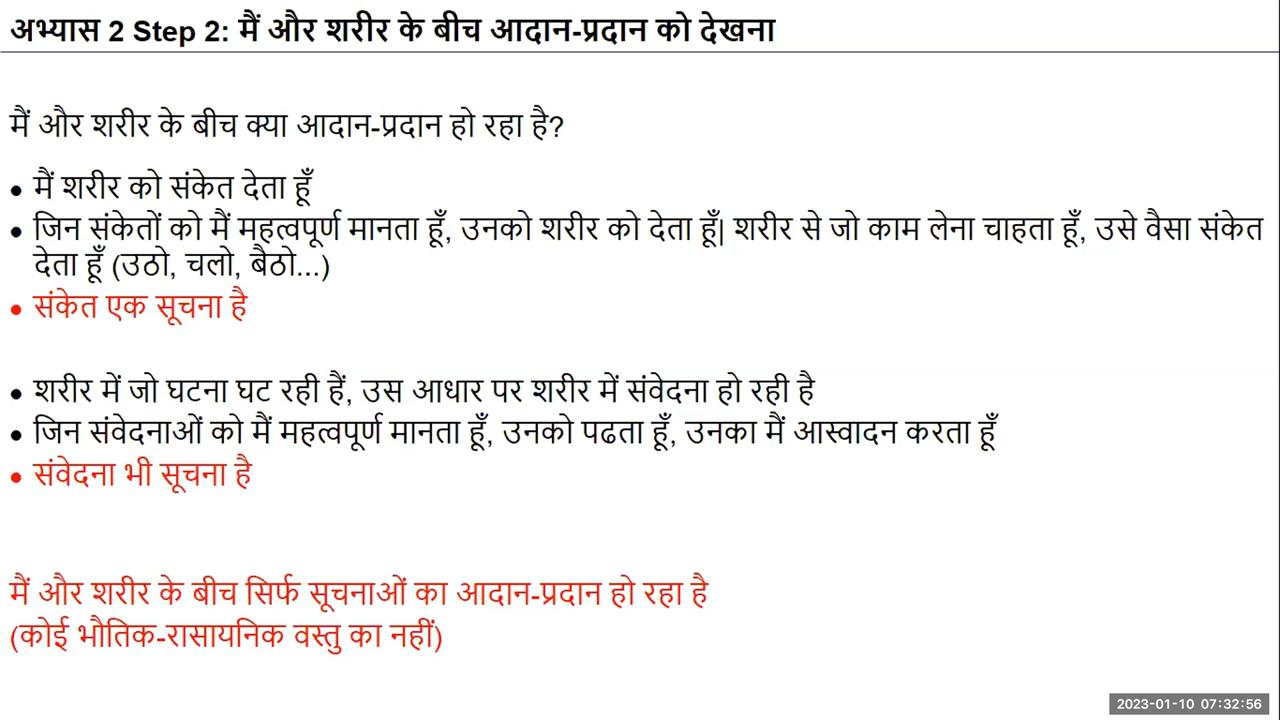 अभ्यास 2 Step 2: मैं और शरीर के बीच आदान-प्रदान को देखना
मैं और शरीर के बीच क्या आदान-प्रदान हो रहा है?
• मैं शरीर को संकेत देता हूँ
• जिन संकेतों को मैं महत्वपूर्ण मानता हूँ, उनको शरीर को देता हूँ| शरीर से जो काम लेना चाहता हूँ, उसे वैसा संकेत
देता हूँ (उठो, चलो, बैठो...)
• संकेत एक सूचना है
• शरीर में जो घटना घट रही हैं, उस आधार पर शरीर में संवेदना हो रही है
• जिन संवेदनाओं को मैं महत्वपूर्ण मानता हूँ, उनको पढता हूँ, उनका मैं आस्वादन करता हूँ
• संवेदना भी सूचना है
मैं और शरीर के बीच सिर्फ सूचनाओं का आदान-प्रदान हो रहा है
(कोई भौतिक-रासायनिक वस्तु का नहीं)
2023-01-10 07:32:56